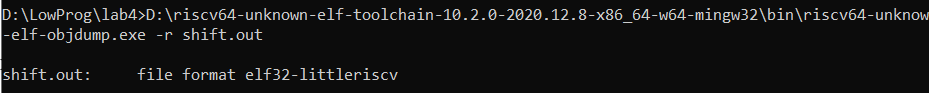 D:\LowProg\lab4>D:\riscv64-unknown-elf-toolchain-10.2.0-2020.12.8-x86_64-w64-mingw32\bin\riscv64-unknow
-elf-objdump.exe -r shift.out
shift.out:     file format elf32-littleriscv